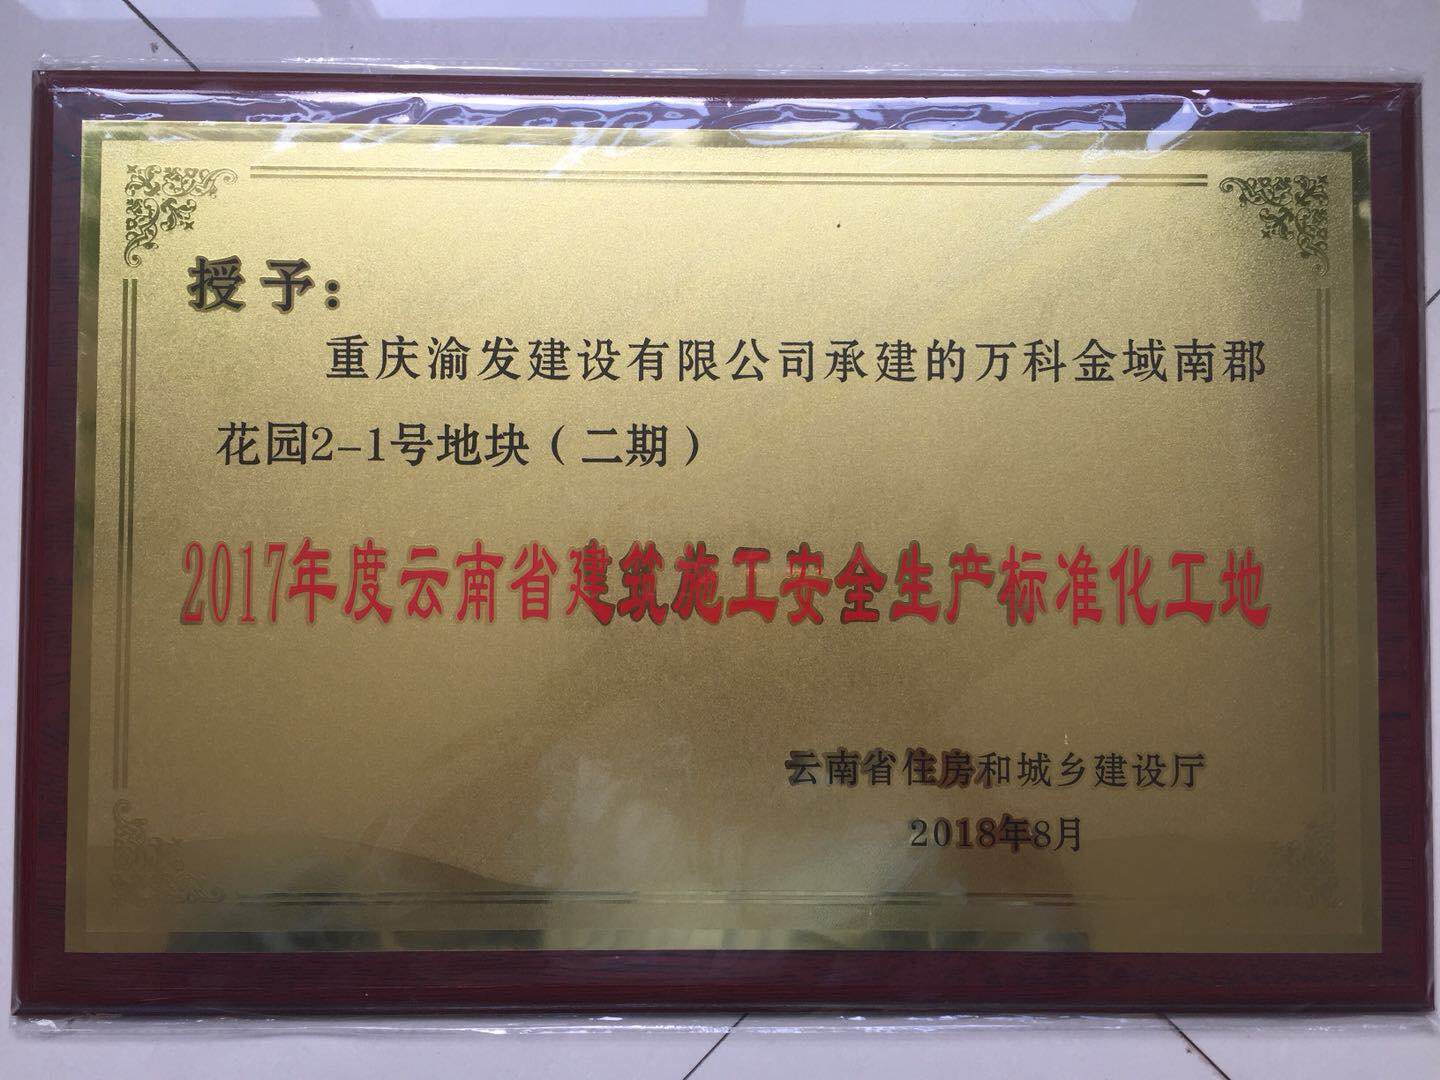 授予：
重庆渝发建设有限公司承建的万科金域南郡
花园2-1号地块（二期）
2017年度云南省建筑施工安全生产标准化工地
云南省住房和城乡建设厅
2018年8月